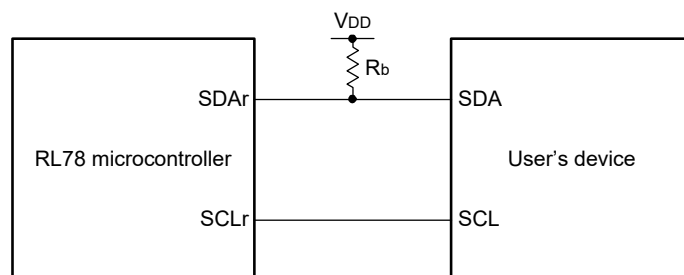 VDD
Rb
SDAr
SDA
RL78 microcontroller
User's device
SCLr
SCL